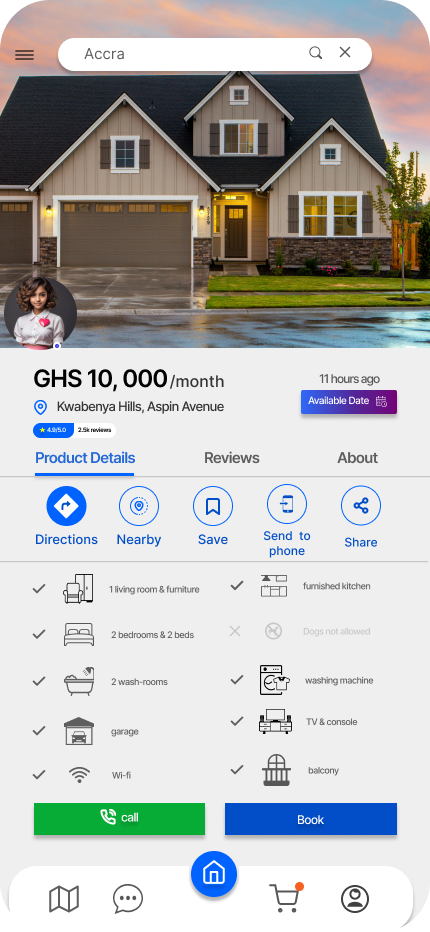 Accra
GHS 10, 000/month
11 hours ago
Kwabenya Hills, Aspin Avenue
Available Date
4.9/5.0 2.5k reviews
Product Details Reviews About
Directions Nearby Save Send to phone Share
1 living room & furniture
furnished kitchen
2 bedrooms & 2 beds
Dogs not allowed
2 wash-rooms
washing machine
garage
TV & console
Wi-fi
balcony
call
Book